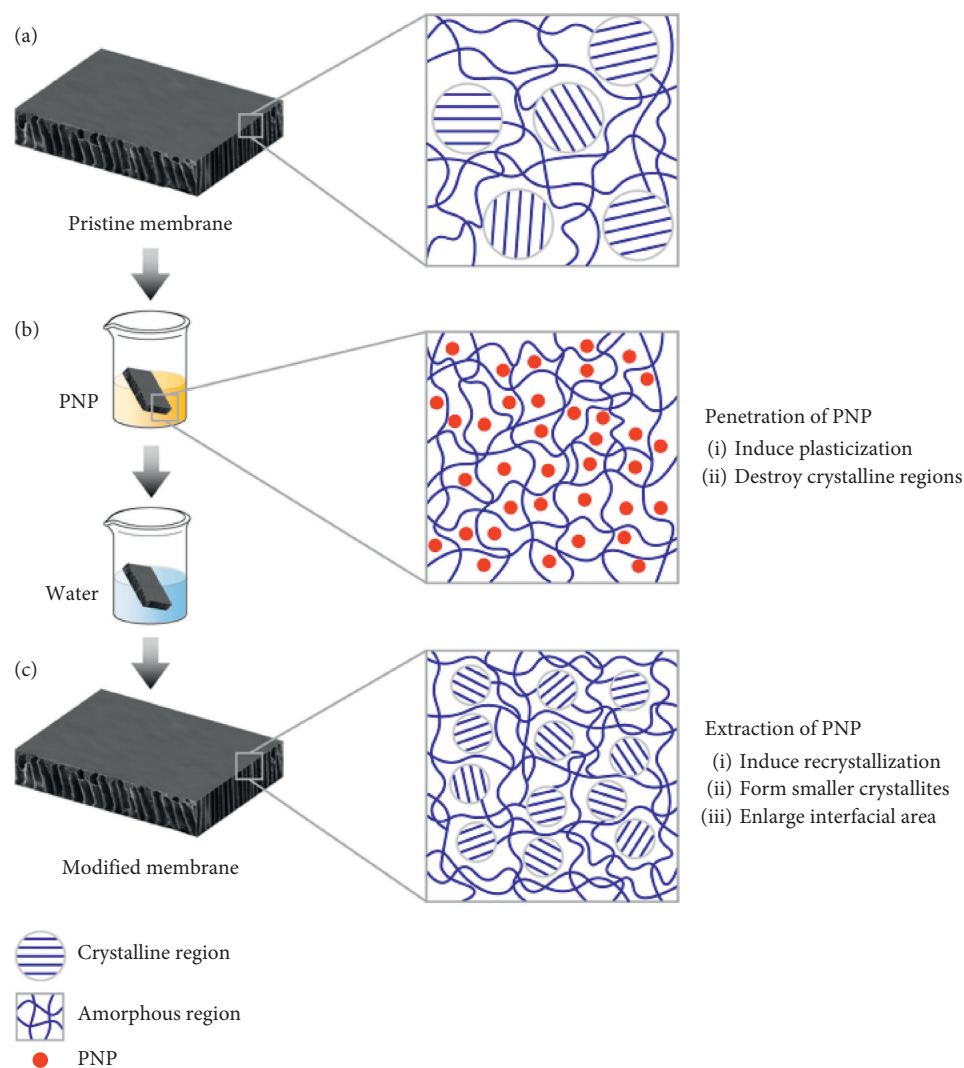 (a)
Pristine membrane
(b)
PNP
Penetration of PNP
(i) Induce plasticization
(ii) Destroy crystalline regions
Water
(c)
Modified membrane
Extraction of PNP
(i) Induce recrystallization
(ii) Form smaller crystallites
(iii) Enlarge interfacial area
Crystalline region
Amorphous region
PNP